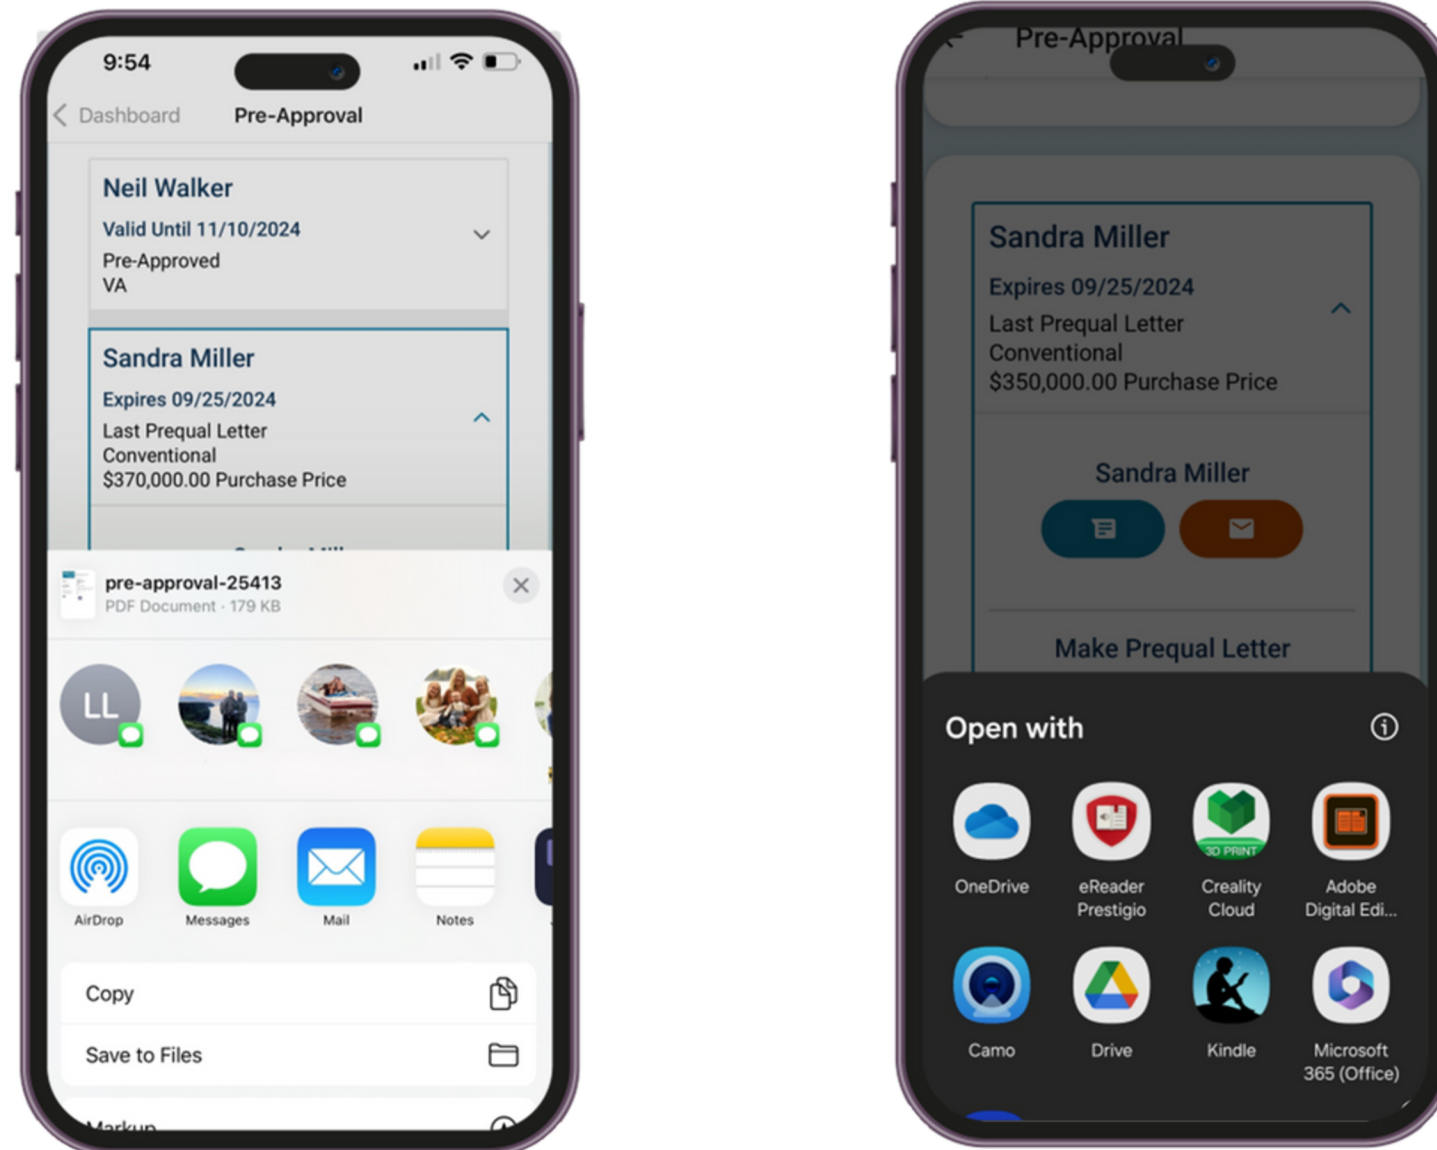 9:54
Dashboard
Pre-Approval
Neil Walker
Valid Until 11/10/2024
Pre-Approved
VA
Sandra Miller
Expires 09/25/2024
Last Prequal Letter
Conventional
$370,000.00 Purchase Price
pre-approval-25413
PDF Document · 179 KB
LL
AirDrop
Messages
Mail
Notes
Copy
Save to Files
Markup
Pre-Approval
Sandra Miller
Expires 09/25/2024
Last Prequal Letter
Conventional
$350,000.00 Purchase Price
Sandra Miller
Make Prequal Letter
Open with
3D PRINT
OneDrive
eReader
Prestigio
Creality
Cloud
Adobe
Digital Edi...
Camo
Drive
Kindle
Microsoft
365 (Office)